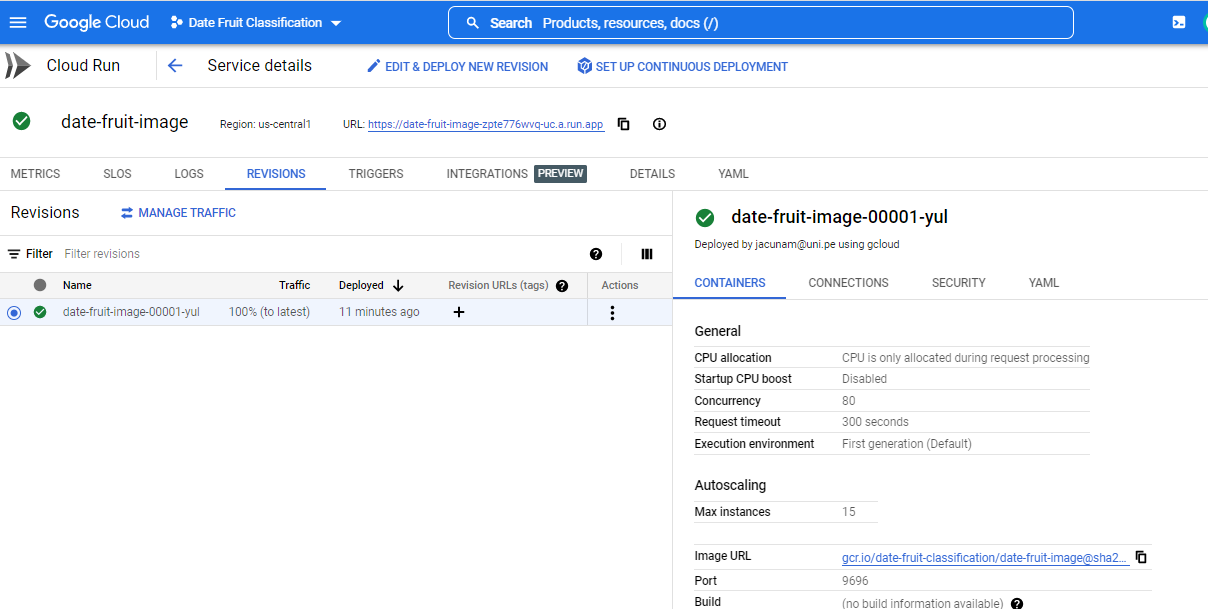 Google Cloud Date Fruit Classification Search Products, resources, docs (/)
Cloud Run Service details EDIT & DEPLOY NEW REVISION SET UP CONTINUOUS DEPLOYMENT
date-fruit-image Region: us-central1 URL: https://date-fruit-image-zpte776wvq-uc.a.run.app
METRICS SLOS LOGS REVISIONS TRIGGERS INTEGRATIONS PREVIEW DETAILS YAML
Revisions MANAGE TRAFFIC
Filter Filter revisions
Name Traffic Deployed Revision URLs (tags) Actions
date-fruit-image-00001-yul 100% (to latest) 11 minutes ago
date-fruit-image-00001-yul
Deployed by jacunam@uni.pe using gcloud
CONTAINERS CONNECTIONS SECURITY YAML
General
CPU allocation CPU is only allocated during request processing
Startup CPU boost Disabled
Concurrency 80
Request timeout 300 seconds
Execution environment First generation (Default)
Autoscaling
Max instances 15
Image URL gcr.io/date-fruit-classification/date-fruit-image@sha2...
Port 9696
Build (no build information available)